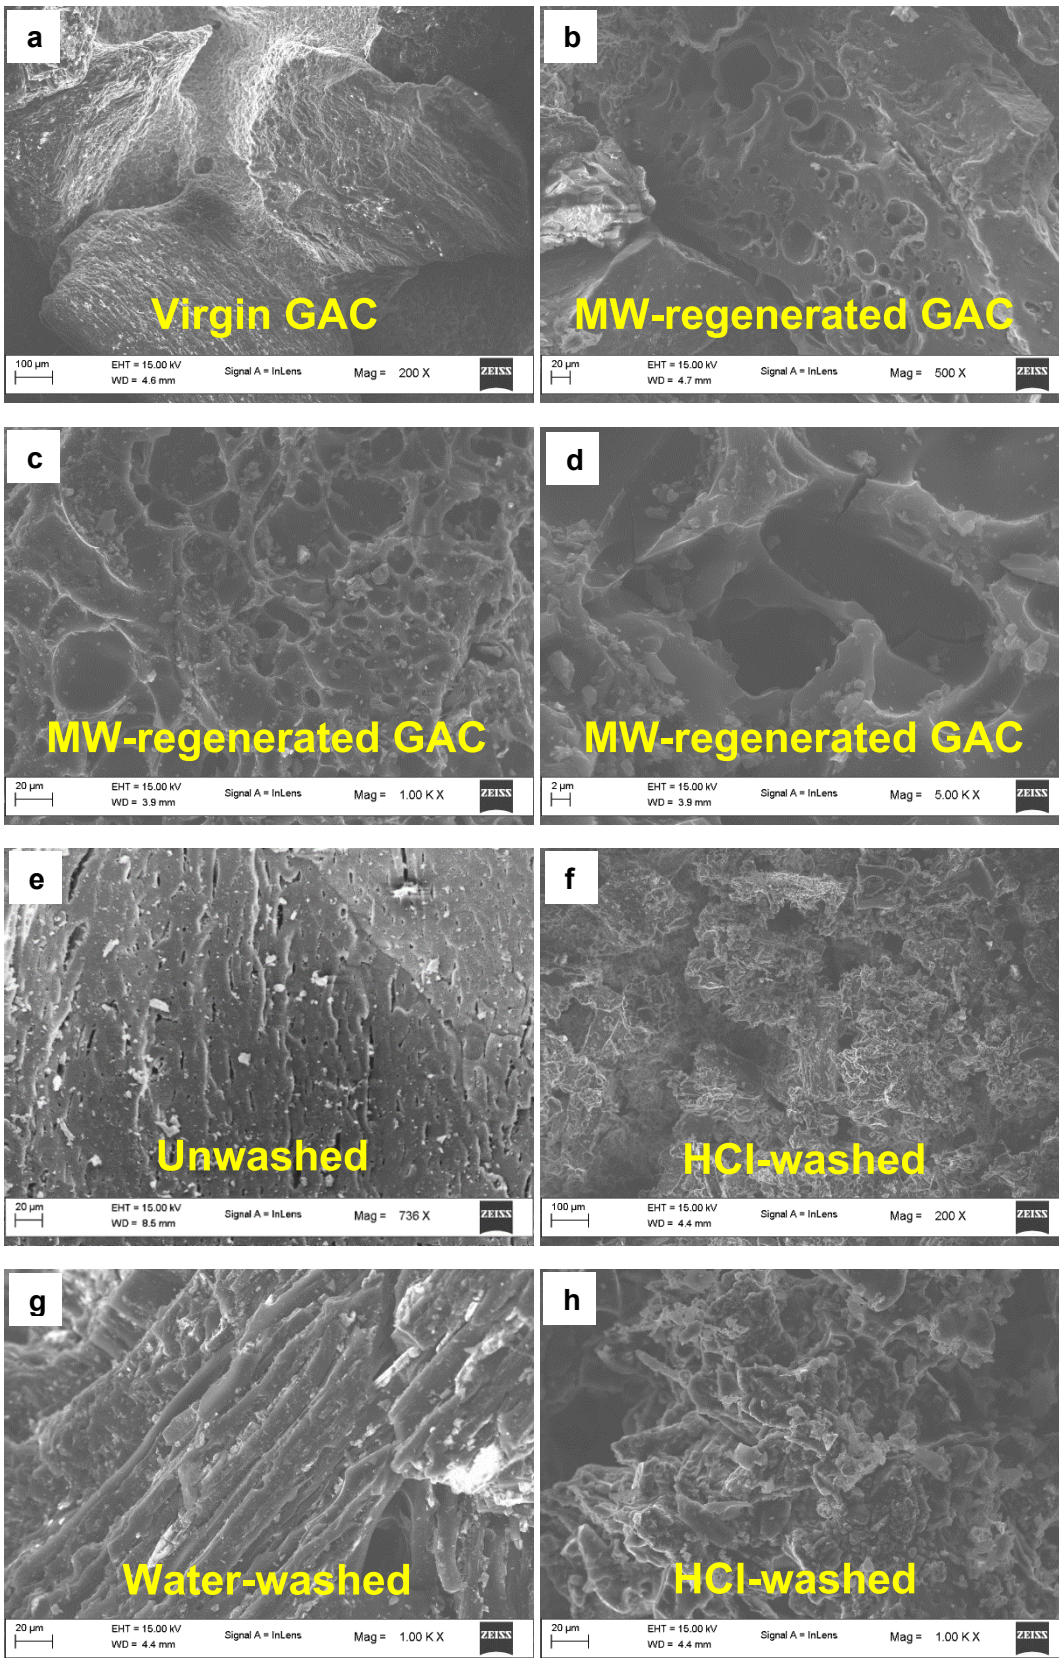 a
Virgin GAC
100 µm
EHT = 15.00 kV
WD = 4.6 mm
Signal A = InLens
Mag = 200 X
ZEISS
b
MW-regenerated GAC
20 µm
EHT = 15.00 kV
WD = 4.7 mm
Signal A = InLens
Mag = 500 X
ZEISS
c
MW-regenerated GAC
20 µm
EHT = 15.00 kV
WD = 3.9 mm
Signal A = InLens
Mag = 1.00 K X
ZEISS
d
MW-regenerated GAC
2 µm
EHT = 15.00 kV
WD = 3.9 mm
Signal A = InLens
Mag = 5.00 K X
ZEISS
e
Unwashed
20 µm
EHT = 15.00 kV
WD = 8.5 mm
Signal A = InLens
Mag = 736 X
ZEISS
f
HCl-washed
100 µm
EHT = 15.00 kV
WD = 4.4 mm
Signal A = InLens
Mag = 200 X
ZEISS
g
Water-washed
20 µm
EHT = 15.00 kV
WD = 4.4 mm
Signal A = InLens
Mag = 1.00 K X
ZEISS
h
HCl-washed
20 µm
EHT = 15.00 kV
WD = 4.4 mm
Signal A = InLens
Mag = 1.00 K X
ZEISS